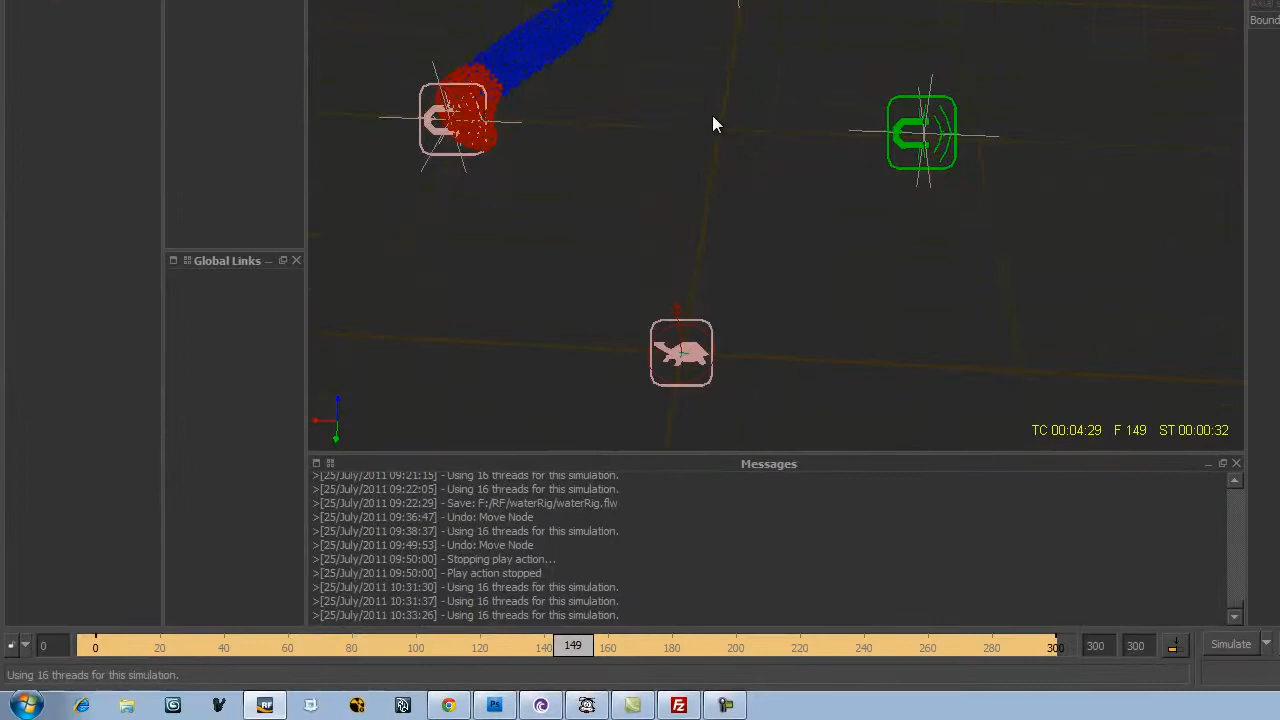 Bound
Global Links
TC 00:04:29 F 149 ST 00:00:32
Messages
>[25/July/2011 09:21:15] - Using 16 threads for this simulation.
>[25/July/2011 09:22:05] - Using 16 threads for this simulation.
>[25/July/2011 09:22:29] - Save: F:/RF/waterRig/waterRig.flw
>[25/July/2011 09:36:47] - Undo: Move Node
>[25/July/2011 09:38:37] - Using 16 threads for this simulation.
>[25/July/2011 09:49:53] - Undo: Move Node
>[25/July/2011 09:50:00] - Stopping play action...
>[25/July/2011 09:50:00] - Play action stopped
>[25/July/2011 10:31:30] - Using 16 threads for this simulation.
>[25/July/2011 10:31:37] - Using 16 threads for this simulation.
>[25/July/2011 10:33:26] - Using 16 threads for this simulation.
0 0 20 40 60 80 100 120 140 149 160 180 200 220 240 260 280 300 300 300 Simulate
Using 16 threads for this simulation.
RF Ps Fz